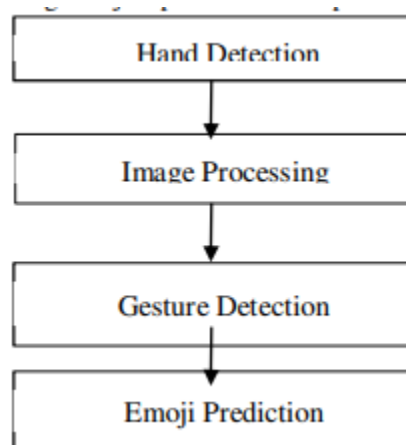 Hand Detection
Image Processing
Gesture Detection
Emoji Prediction